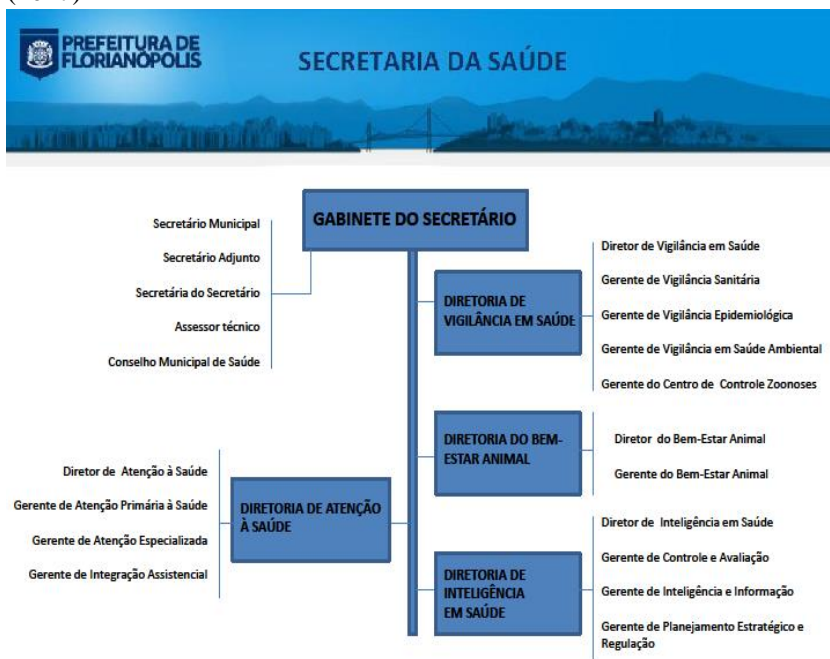 PREFEITURA DE
FLORIANÓPOLIS
SECRETARIA DA SAÚDE
GABINETE DO SECRETÁRIO
Secretário Municipal
Secretário Adjunto
Secretária do Secretário
Assessor técnico
Conselho Municipal de Saúde
DIRETORIA DE
VIGILÂNCIA EM SAÚDE
Diretor de Vigilância em Saúde
Gerente de Vigilância Sanitária
Gerente de Vigilância Epidemiológica
Gerente de Vigilância em Saúde Ambiental
Gerente do Centro de Controle Zoonoses
DIRETORIA DO BEM-
ESTAR ANIMAL
Diretor do Bem-Estar Animal
Gerente do Bem-Estar Animal
Diretor de Atenção à Saúde
Gerente de Atenção Primária à Saúde
Gerente de Atenção Especializada
Gerente de Integração Assistencial
DIRETORIA DE ATENÇÃO
À SAÚDE
DIRETORIA DE
INTELIGÊNCIA
EM SAÚDE
Diretor de Inteligência em Saúde
Gerente de Controle e Avaliação
Gerente de Inteligência e Informação
Gerente de Planejamento Estratégico e
Regulação